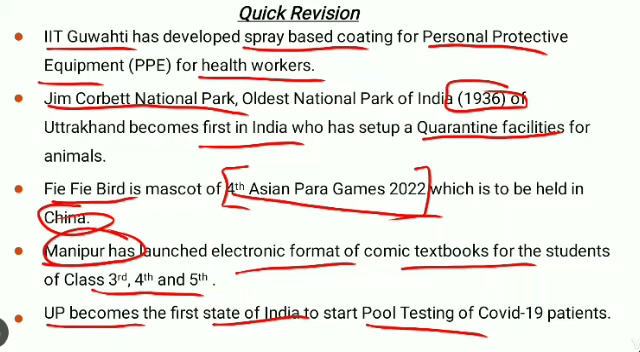 Quick Revision
• IIT Guwahti has developed spray based coating for Personal Protective
Equipment (PPE) for health workers.
• Jim Corbett National Park, Oldest National Park of India (1936) of
Uttrakhand becomes first in India who has setup a Quarantine facilities for
animals.
• Fie Fie Bird is mascot of 4th Asian Para Games 2022 which is to be held in
China.
• Manipur has launched electronic format of comic textbooks for the students
of Class 3rd, 4th and 5th .
• UP becomes the first state of India to start Pool Testing of Covid-19 patients.